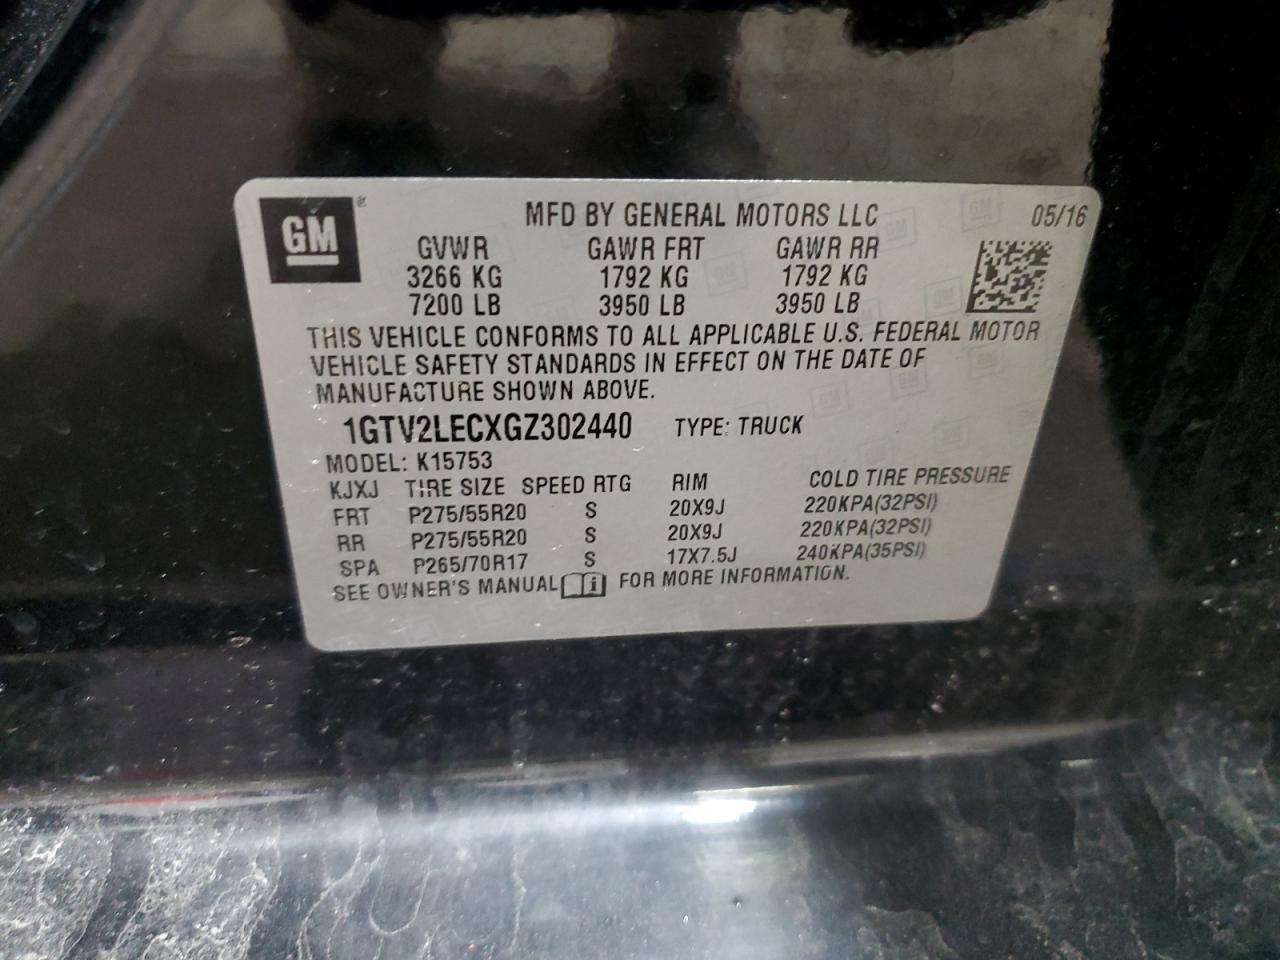 GM®
MFD BY GENERAL MOTORS LLC 05/16
GVWR GAWR FRT GAWR RR
3266 KG 1792 KG 1792 KG
7200 LB 3950 LB 3950 LB
THIS VEHICLE CONFORMS TO ALL APPLICABLE U.S. FEDERAL MOTOR
VEHICLE SAFETY STANDARDS IN EFFECT ON THE DATE OF
MANUFACTURE SHOWN ABOVE.
1GTV2LECXGZ302440 TYPE: TRUCK
MODEL: K15753
KJXJ TIRE SIZE SPEED RTG RIM COLD TIRE PRESSURE
FRT P275/55R20 S 20X9J 220KPA(32PSI)
RR P275/55R20 S 20X9J 220KPA(32PSI)
SPA P265/70R17 S 17X7.5J 240KPA(35PSI)
SEE OWNER'S MANUAL i FOR MORE INFORMATION.